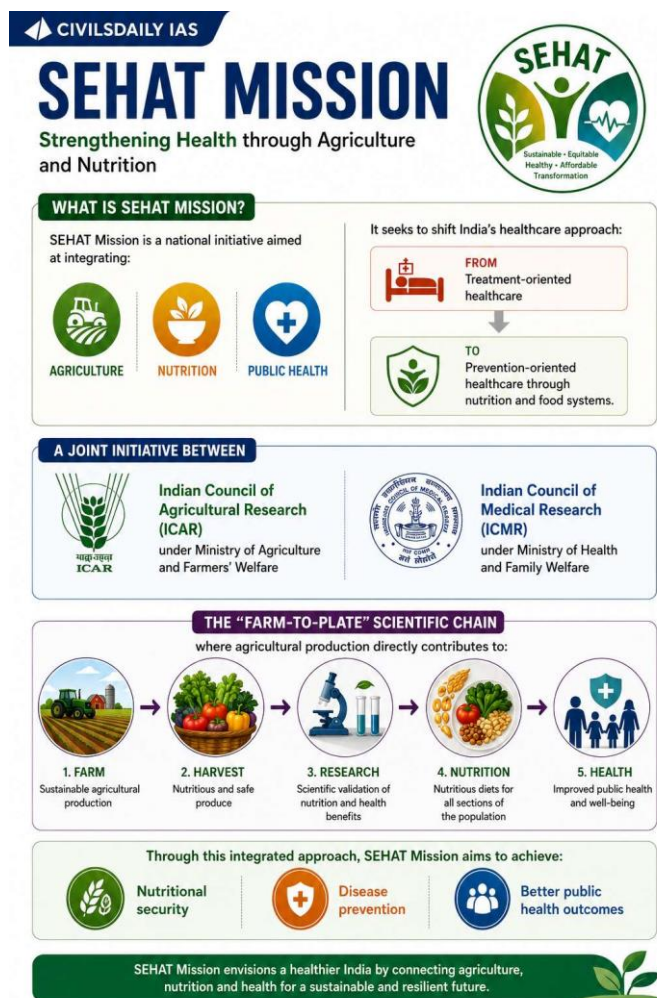 CIVILSDAILY IAS
SEHAT MISSION
Strengthening Health through Agriculture
and Nutrition
SEHAT
Sustainable • Equitable
Healthy • Affordable
Transformation
WHAT IS SEHAT MISSION?
SEHAT Mission is a national initiative aimed
at integrating:
AGRICULTURE
NUTRITION
PUBLIC HEALTH
It seeks to shift India's healthcare approach:
FROM
Treatment-oriented
healthcare
TO
Prevention-oriented
healthcare through
nutrition and food systems.
A JOINT INITIATIVE BETWEEN
ICAR
Indian Council of
Agricultural Research
(ICAR)
under Ministry of Agriculture
and Farmers' Welfare
Indian Council of
Medical Research
(ICMR)
under Ministry of Health
and Family Welfare
THE "FARM-TO-PLATE" SCIENTIFIC CHAIN
where agricultural production directly contributes to:
1. FARM
Sustainable agricultural
production
2. HARVEST
Nutritious and safe
produce
3. RESEARCH
Scientific validation of
nutrition and health
benefits
4. NUTRITION
Nutritious diets for
all sections of
the population
5. HEALTH
Improved public health
and well-being
Through this integrated approach, SEHAT Mission aims to achieve:
Nutritional
security
Disease
prevention
Better public
health outcomes
SEHAT Mission envisions a healthier India by connecting agriculture,
nutrition and health for a sustainable and resilient future.